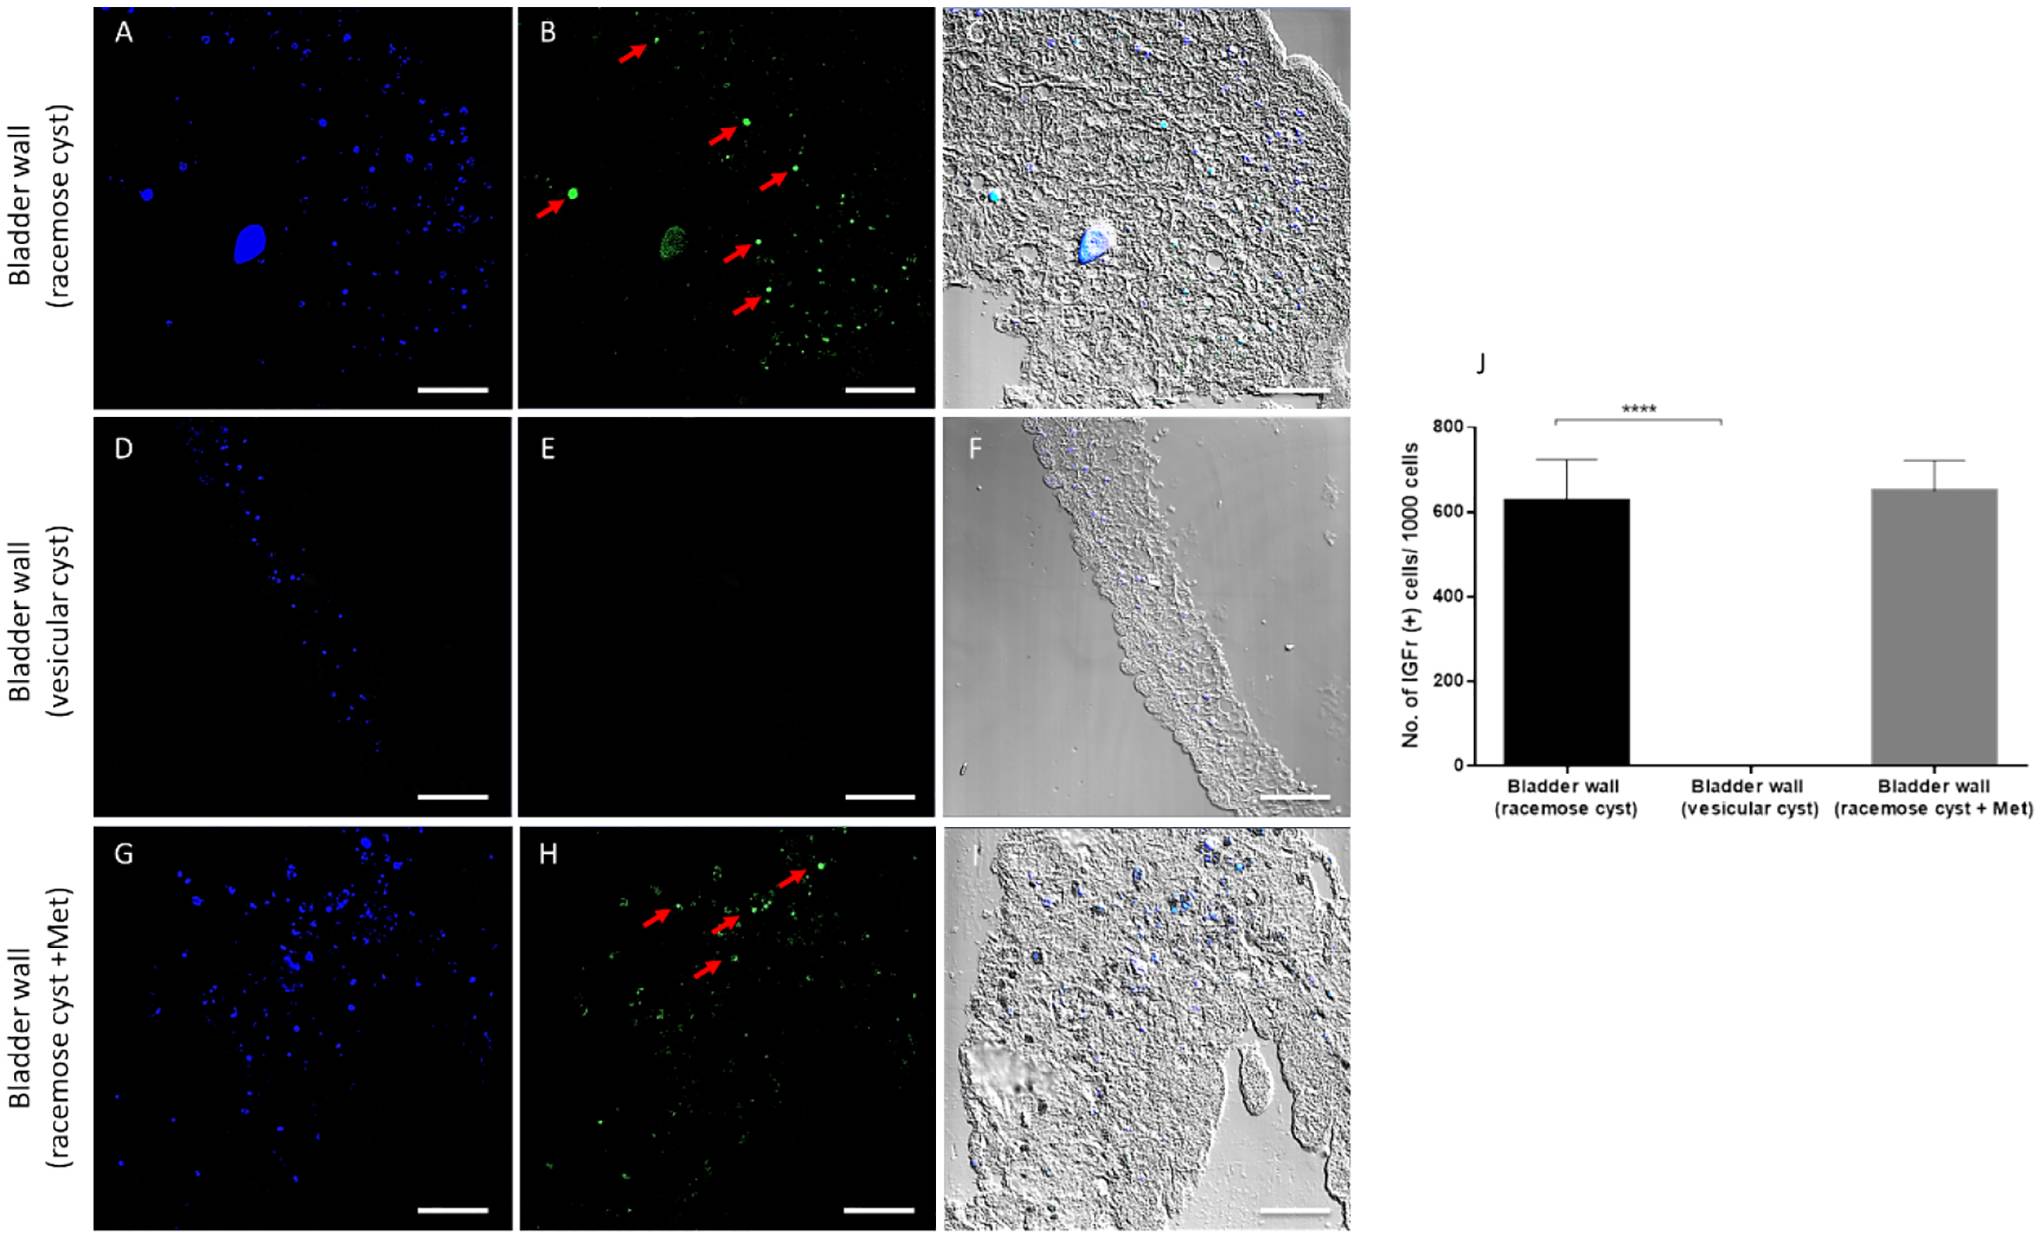 Bladder wall
(racemose cyst)
A
B
C
Bladder wall
(vesicular cyst)
D
E
F
Bladder wall
(racemose cyst +Met)
G
H
I
J
****
No. of IGFr (+) cells/ 1000 cells
800
600
400
200
0
Bladder wall
(racemose cyst)
Bladder wall
(vesicular cyst)
Bladder wall
(racemose cyst + Met)